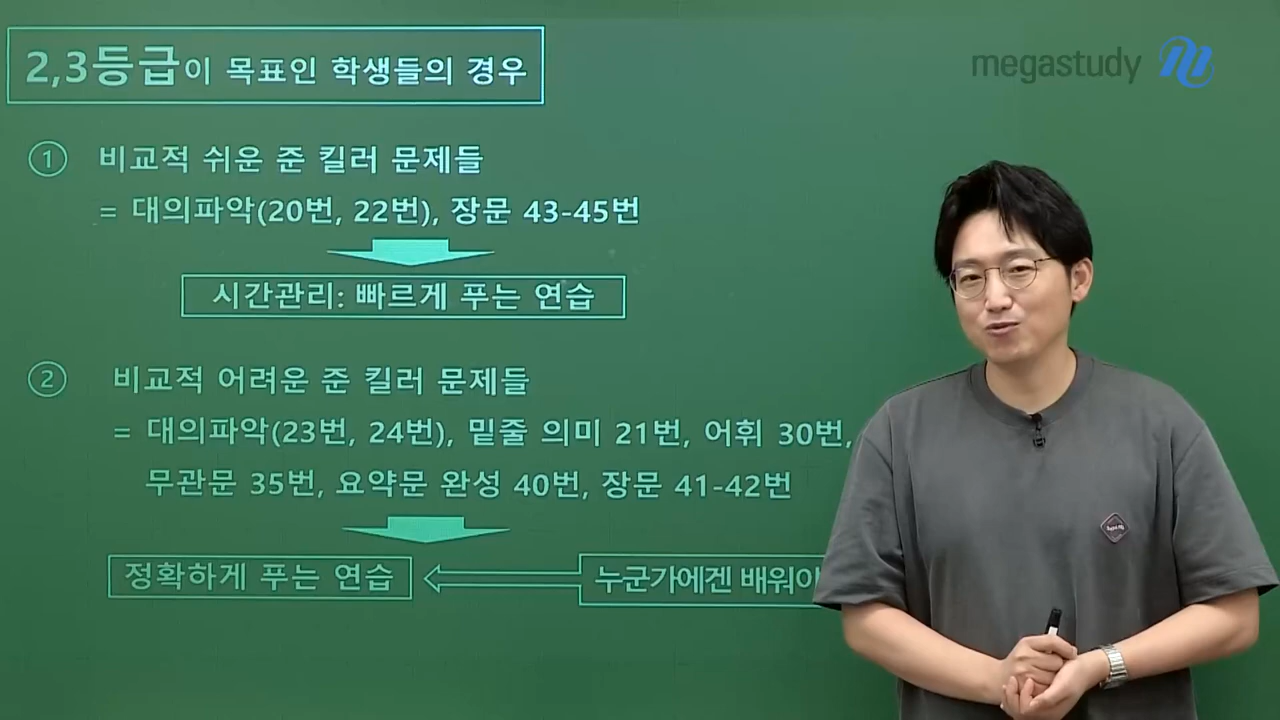 2,3등급이 목표인 학생들의 경우
megastudy
① 비교적 쉬운 준 킬러 문제들
= 대의파악(20번, 22번), 장문 43-45번
시간관리: 빠르게 푸는 연습
② 비교적 어려운 준 킬러 문제들
= 대의파악(23번, 24번), 밑줄 의미 21번, 어휘 30번,
무관문 35번, 요약문 완성 40번, 장문 41-42번
정확하게 푸는 연습
누군가에겐 배워야